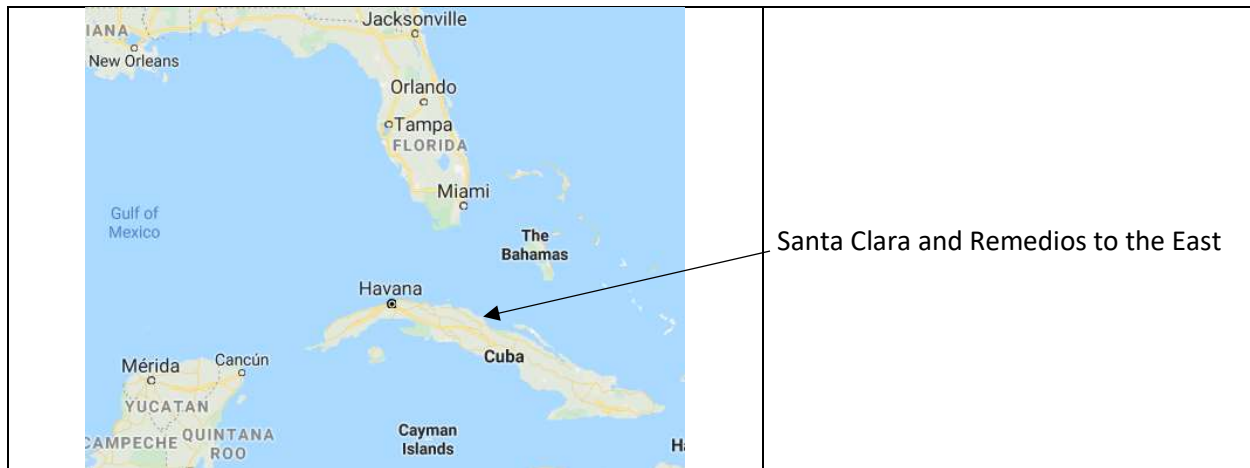 Jacksonville
IANA
New Orleans
Orlando
Tampa
FLORIDA
Miami
Gulf of
Mexico
The
Bahamas
Santa Clara and Remedios to the East
Havana
Cuba
Mérida
Cancún
YUCATAN
CAMPECHE
QUINTANA
ROO
Cayman
Islands
Ha